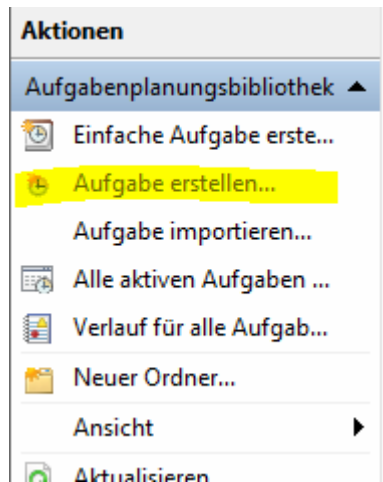 Aktionen
Aufgabenplanungsbibliothek
Einfache Aufgabe erste...
Aufgabe erstellen...
Aufgabe importieren...
Alle aktiven Aufgaben ...
Verlauf für alle Aufgab...
Neuer Ordner...
Ansicht
Aktualisieren